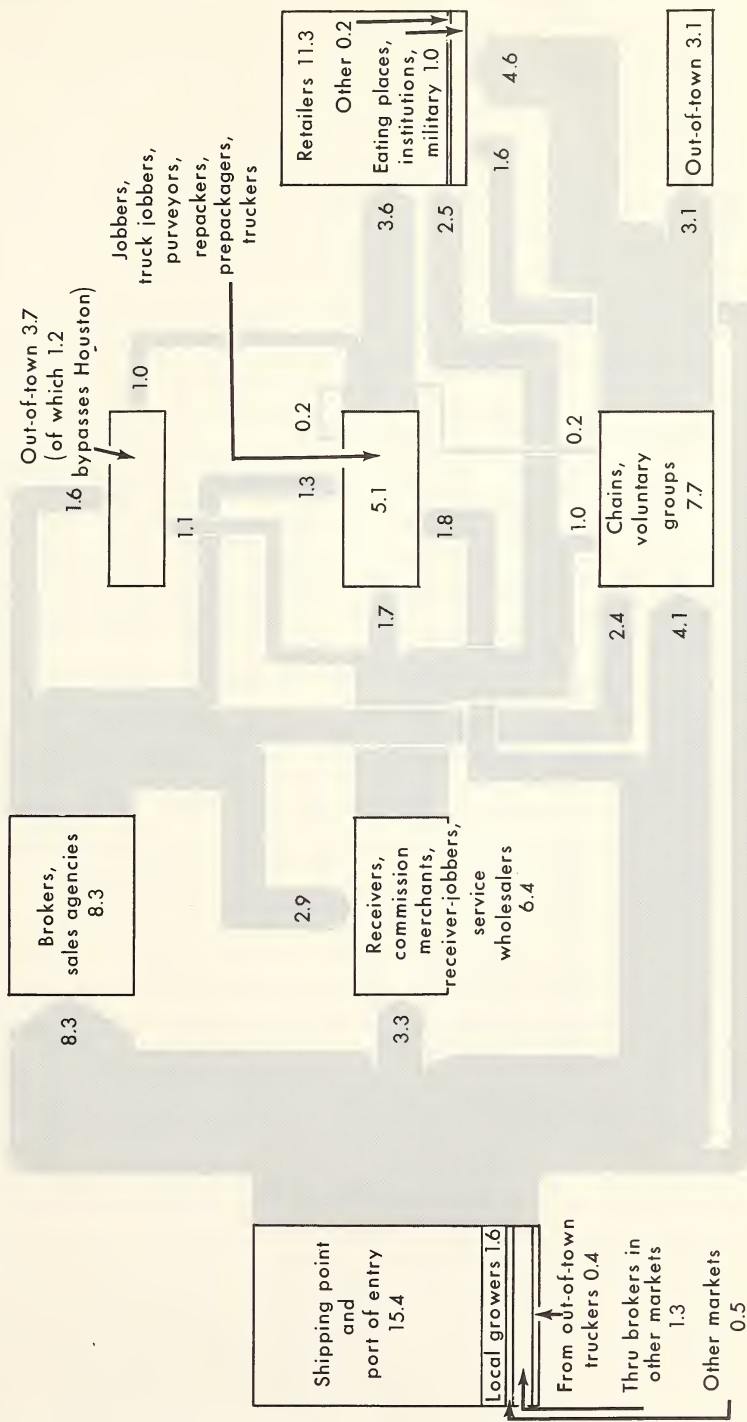 Shipping point
and
port of entry
15.4
Local growers 1.6
From out-of-town
truckers 0.4
Thru brokers in
other markets
1.3
Other markets
0.5
8.3
3.3
Brokers,
sales agencies
8.3
2.9
Receivers,
commission
merchants,
receiver-jobbers,
service
wholesalers
6.4
Out-of-town 3.7
(of which 1.2
bypasses Houston)
1.6
1.0
1.1
Jobbers,
truck jobbers,
purveyors,
repackers,
prepackagers,
truckers
1.3
0.2
5.1
1.7
1.8
1.0
0.2
2.4
4.1
Chains,
voluntary
groups
7.7
Retailers 11.3
Other 0.2
Eating places,
institutions,
military 1.0
3.6
2.5
1.6
4.6
3.1
Out-of-town 3.1